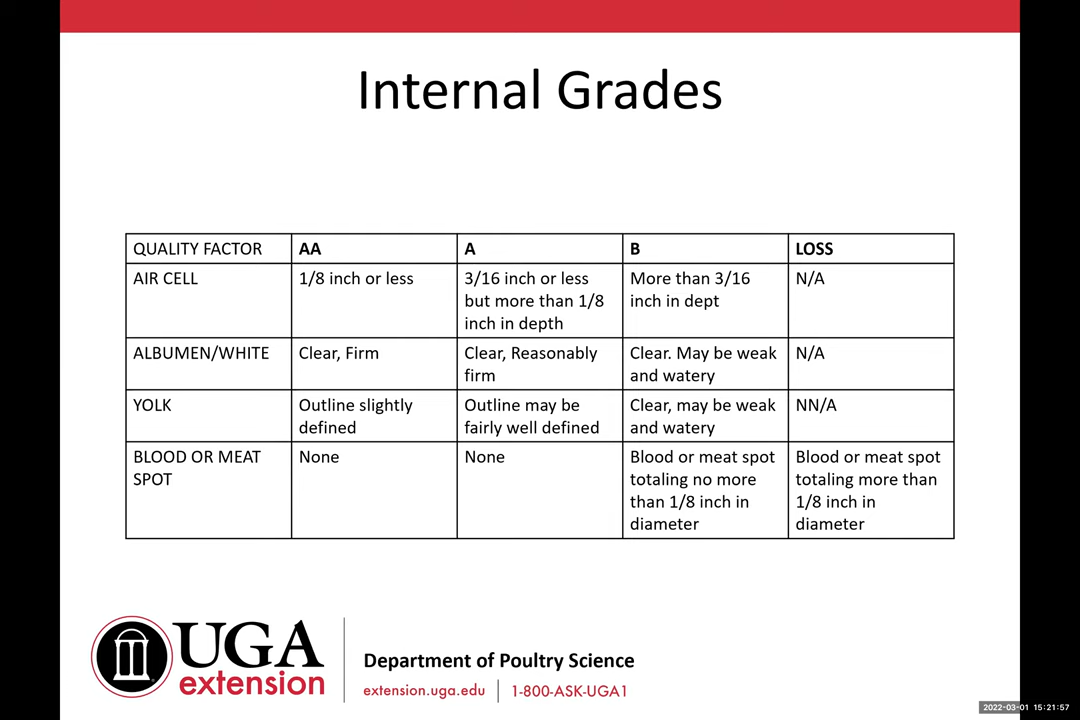 Internal Grades
QUALITY FACTOR AA A B LOSS
AIR CELL 1/8 inch or less 3/16 inch or less More than 3/16 N/A
but more than 1/8 inch in dept
inch in depth
ALBUMEN/WHITE Clear, Firm Clear, Reasonably Clear. May be weak N/A
firm and watery
YOLK Outline slightly Outline may be Clear, may be weak NN/A
defined fairly well defined and watery
BLOOD OR MEAT None None Blood or meat spot Blood or meat spot
SPOT totaling no more totaling more than
than 1/8 inch in 1/8 inch in
diameter diameter
UGA
extension
Department of Poultry Science
extension.uga.edu 1-800-ASK-UGA1
2022-03-01 15:21:57